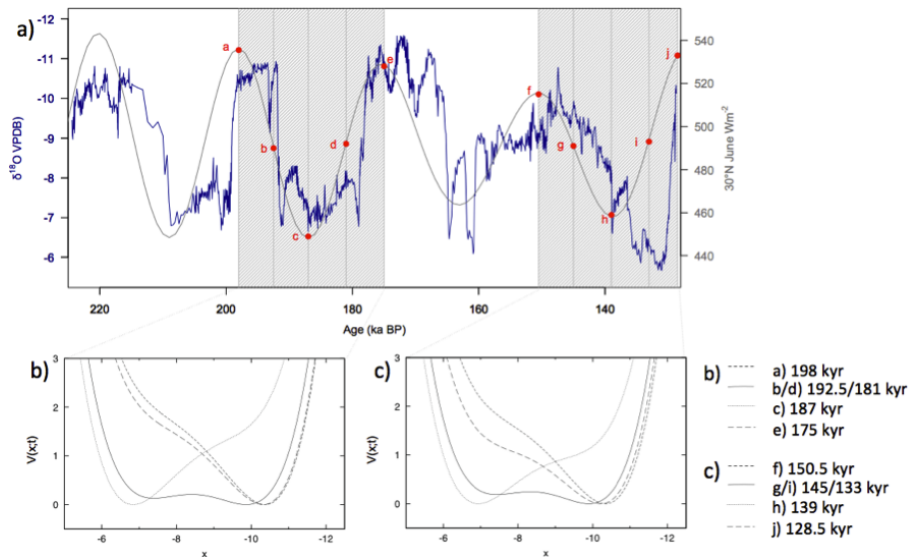 a)
-12
-11
-10
-9
-8
-7
-6
δ¹⁸O VPDB
540
520
500
480
460
440
30°N June Wm⁻²
a
b
c
d
e
f
g
h
i
j
220
200
180
160
140
Age (ka BP)
b)
3
2
1
0
V(x;t)
-6
-8
-10
-12
x
c)
3
2
1
0
V(x;t)
-6
-8
-10
-12
x
b)
a) 198 kyr
b/d) 192.5/181 kyr
c) 187 kyr
e) 175 kyr
c)
f) 150.5 kyr
g/i) 145/133 kyr
h) 139 kyr
j) 128.5 kyr